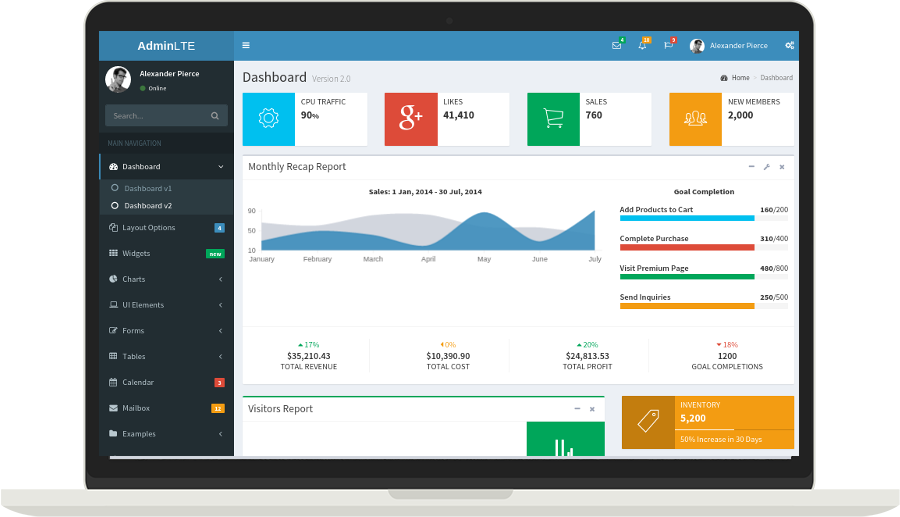 AdminLTE
4
10
9
Alexander Pierce
Alexander Pierce
Online
Search...
MAIN NAVIGATION
Dashboard
Dashboard v1
Dashboard v2
Layout Options 4
Widgets new
Charts
UI Elements
Forms
Tables
Calendar 3
Mailbox 12
Examples
Dashboard Version 2.0
Home > Dashboard
CPU TRAFFIC
90%
g+
LIKES
41,410
SALES
760
NEW MEMBERS
2,000
Monthly Recap Report
Sales: 1 Jan, 2014 - 30 Jul, 2014
90
50
10
January February March April May June July
Goal Completion
Add Products to Cart 160/200
Complete Purchase 310/400
Visit Premium Page 480/800
Send Inquiries 250/500
17%
$35,210.43
TOTAL REVENUE
0%
$10,390.90
TOTAL COST
20%
$24,813.53
TOTAL PROFIT
18%
1200
GOAL COMPLETIONS
Visitors Report
INVENTORY
5,200
50% Increase in 30 Days